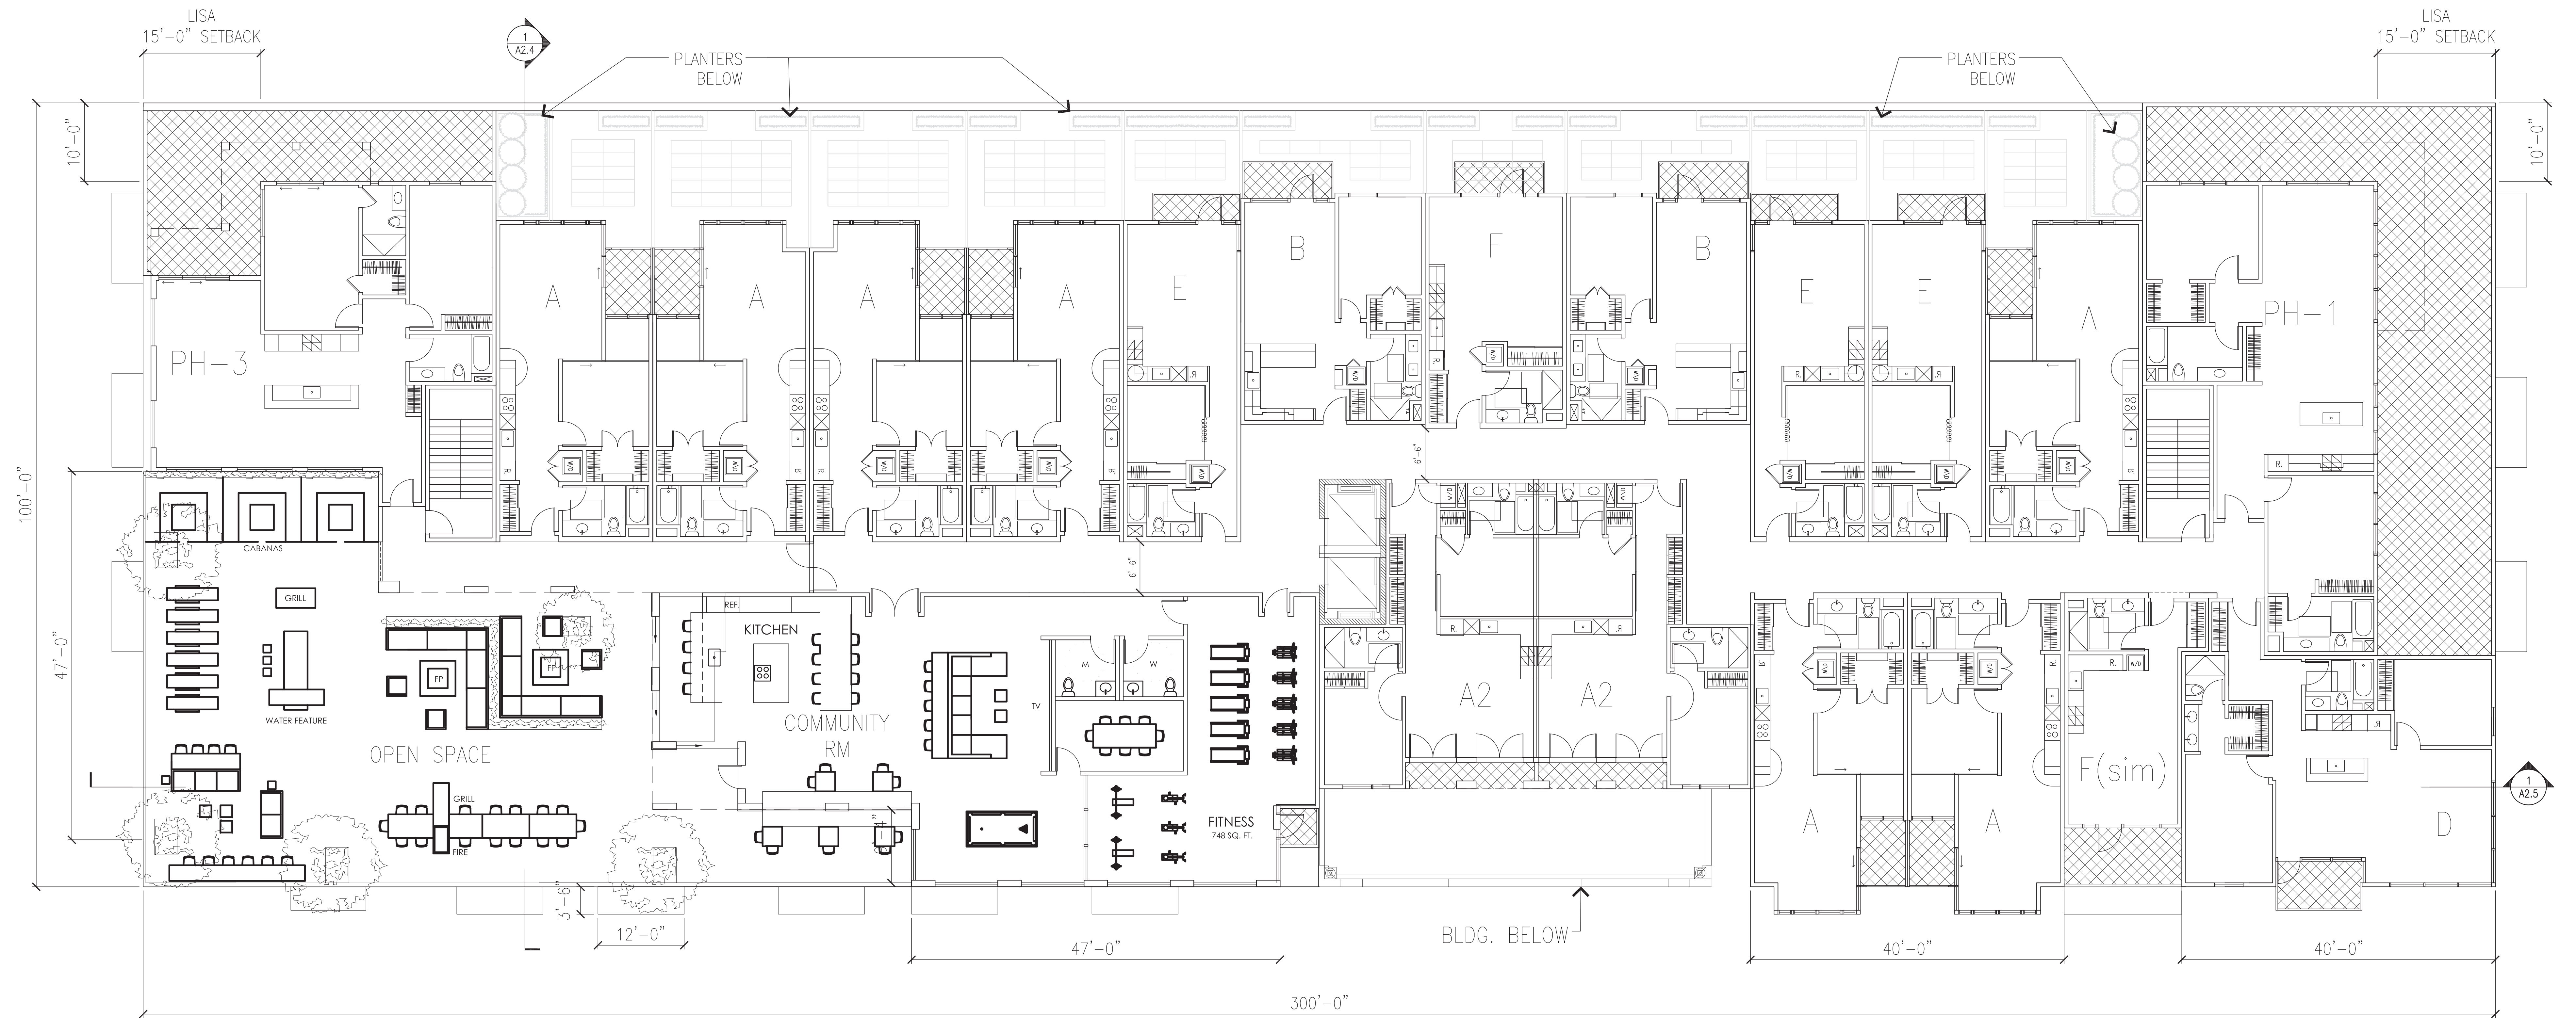 LISA
15'-0" SETBACK
1
A2.4
PLANTERS
BELOW
PLANTERS
BELOW
LISA
15'-0" SETBACK
10'-0"
10'-0"
100'-0"
47'-0"
PH-3
A
A
A
A
E
B
F
B
E
E
A
PH-1
R.
R.
R.
R.
R.
R.
R.
R.
R.
R.
W/D
W/D
W/D
W/D
W/D
W/D
W/D
W/D
W/D
W/D
W/D
6'-6"
6'-6"
CABANAS
GRILL
WATER FEATURE
FP
FP
OPEN SPACE
GRILL
FIRE
REF.
KITCHEN
COMMUNITY
RM
TV
M
W
FITNESS
748 SQ. FT.
W/D
W/D
R.
R.
A2
A2
R.
R.
W/D
W/D
A
A
R.
W/D
F(sim)
R.
D
1
A2.5
3'-6"
12'-0"
47'-0"
BLDG. BELOW
40'-0"
40'-0"
300'-0"